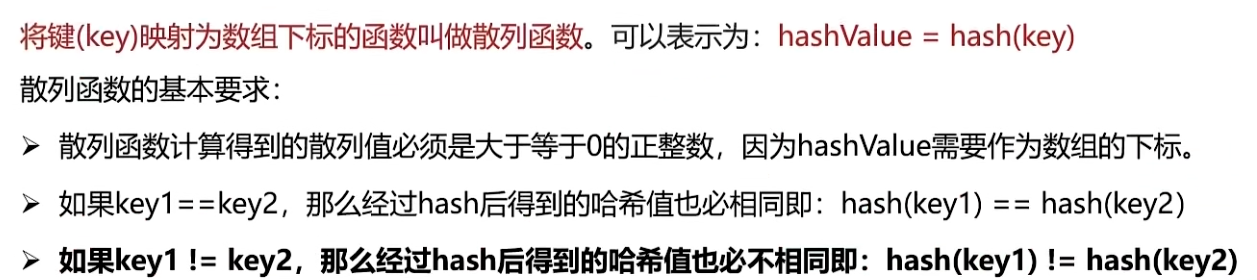 将键(key)映射为数组下标的函数叫做散列函数。可以表示为：hashValue = hash(key)
散列函数的基本要求：
➢ 散列函数计算得到的散列值必须是大于等于0的正整数，因为hashValue需要作为数组的下标。
➢ 如果key1==key2，那么经过hash后得到的哈希值也必相同即：hash(key1) == hash(key2)
➢ 如果key1 != key2，那么经过hash后得到的哈希值也必不相同即：hash(key1) != hash(key2)